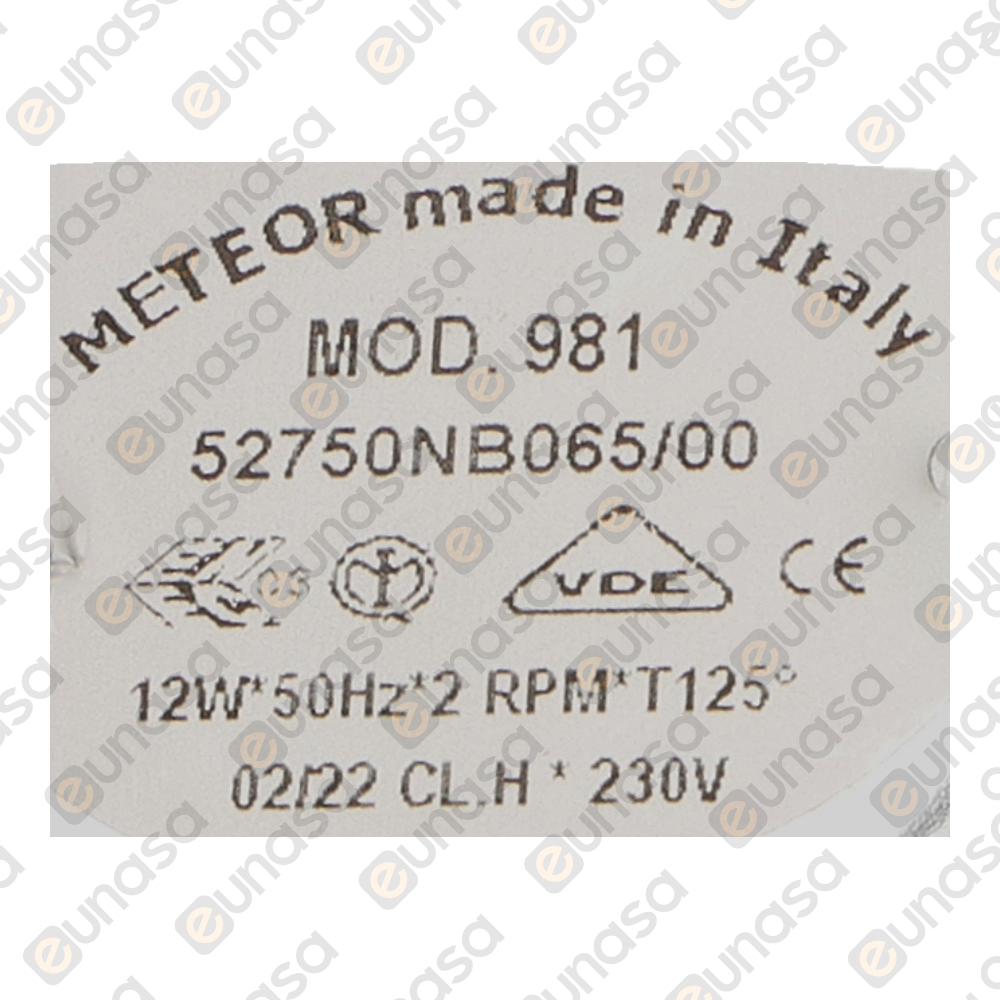 METEOR made in Italy
MOD. 981
52750NB065/00
VDE CE
12W*50Hz*2 RPM*T125°
02/22 CL.H * 230V
eunasa